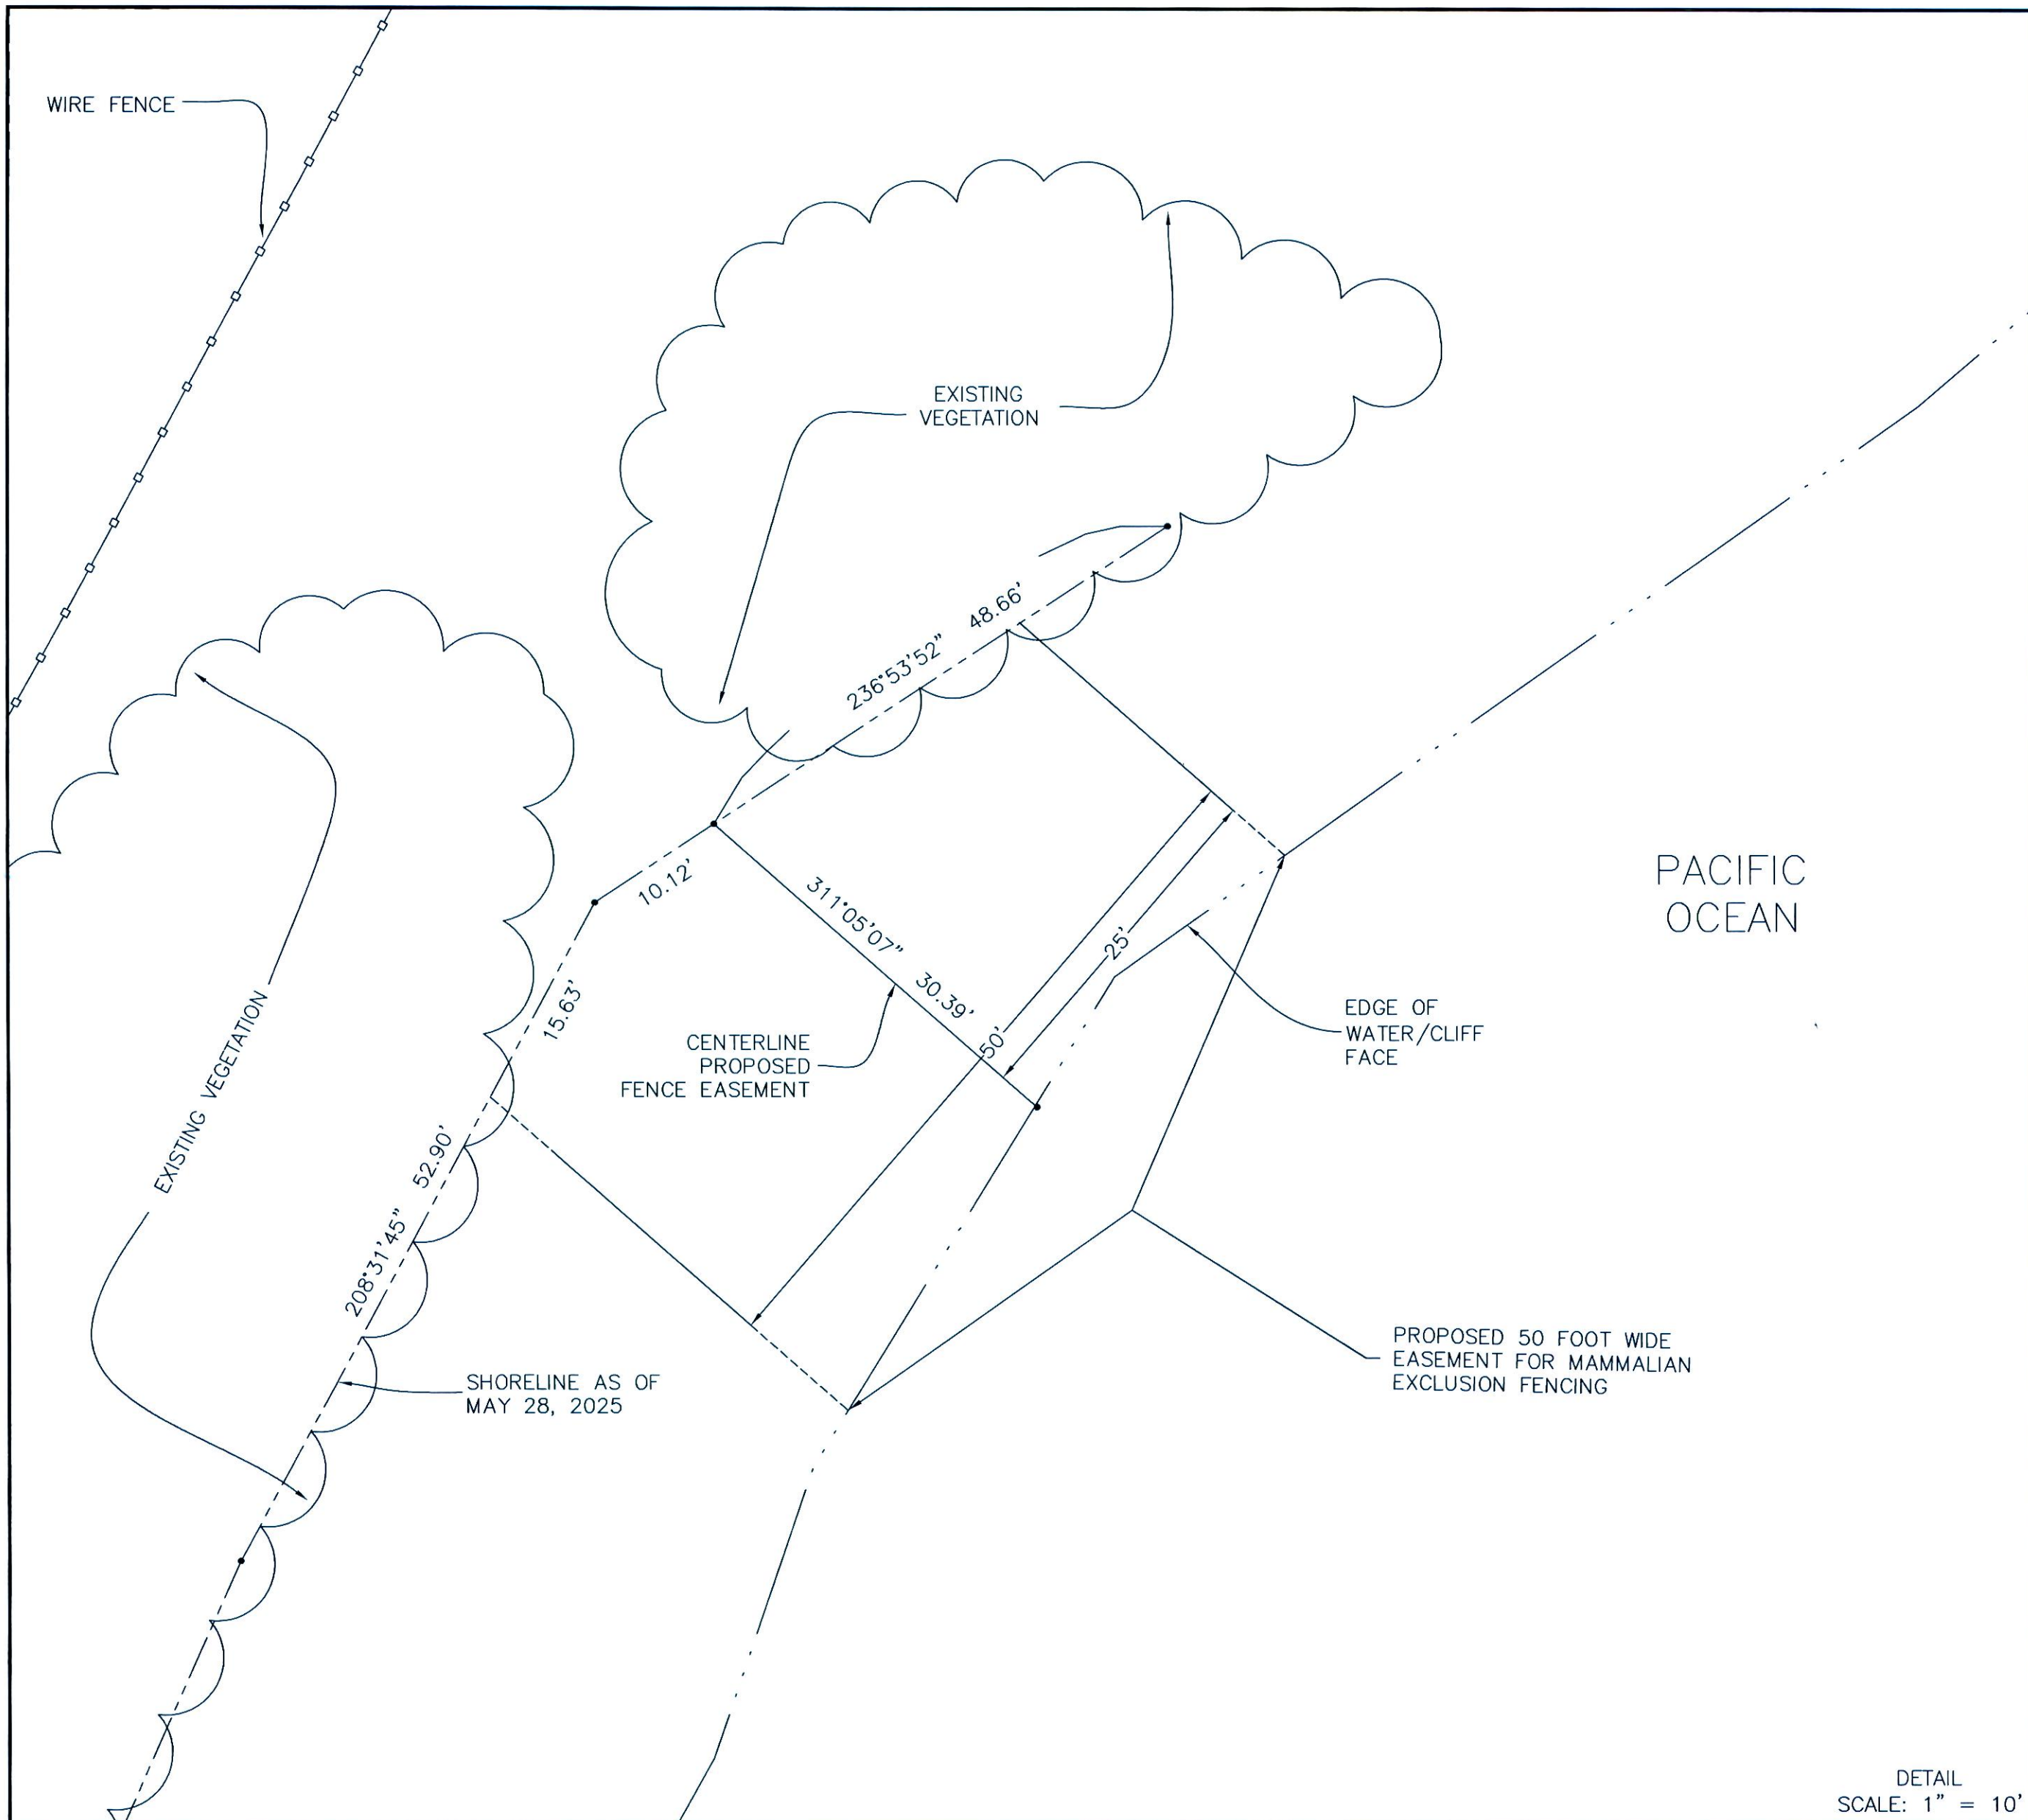 WIRE FENCE
EXISTING
VEGETATION
236°53'52" 48.66'
10.12'
311°05'07" 30.39'
25'
50'
PACIFIC
OCEAN
15.63'
EXISTING VEGETATION
CENTERLINE
PROPOSED
FENCE EASEMENT
EDGE OF
WATER/CLIFF
FACE
208°31'45" 52.90'
SHORELINE AS OF
MAY 28, 2025
PROPOSED 50 FOOT WIDE
EASEMENT FOR MAMMALIAN
EXCLUSION FENCING
DETAIL
SCALE: 1" = 10'